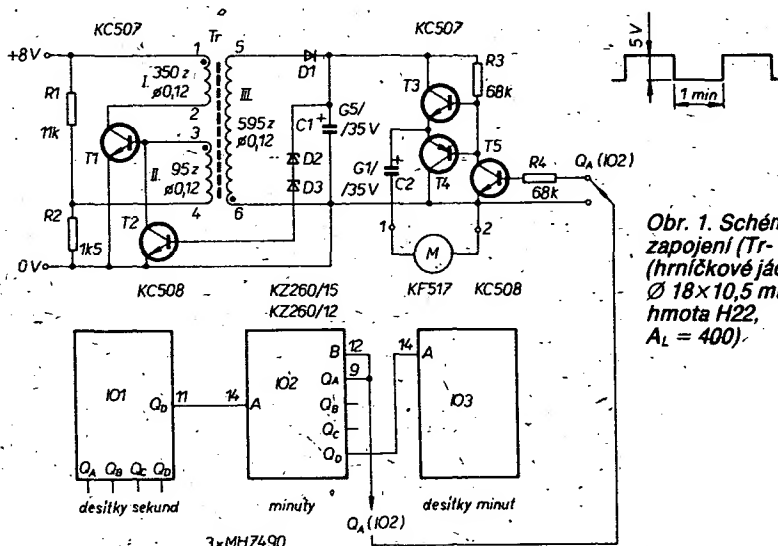 KC507
Tr
KC507
+8V
R1
11k
R2
1k5
0V
T1
T2
1
I. 350 z
ø0,12
2
3
II. 95 z
ø0,12
4
5
III.
595 z
ø0,12
6
D1
C1
+
G5/
/35V
D2
D3
T3
R3
68k
T4
T5
G1/
/35V
+
C2
R4
68k
QA (IO2)
1
M
2
5 V
1 min
KC508
KZ260/15
KZ260/12
KF517
KC508
Obr. 1. Schém
zapojení (Tr-
(hrníčkové jád
Ø 18×10,5 m
hmota H22,
AL = 400)
IO1
QD
11
QA QB QC QD
desítky sekund
14
A
IO2
B
12
QA
9
QB
QC
QD
minuty
14
A
IO3
desítky minut
QA (IO2)
3×MH7490